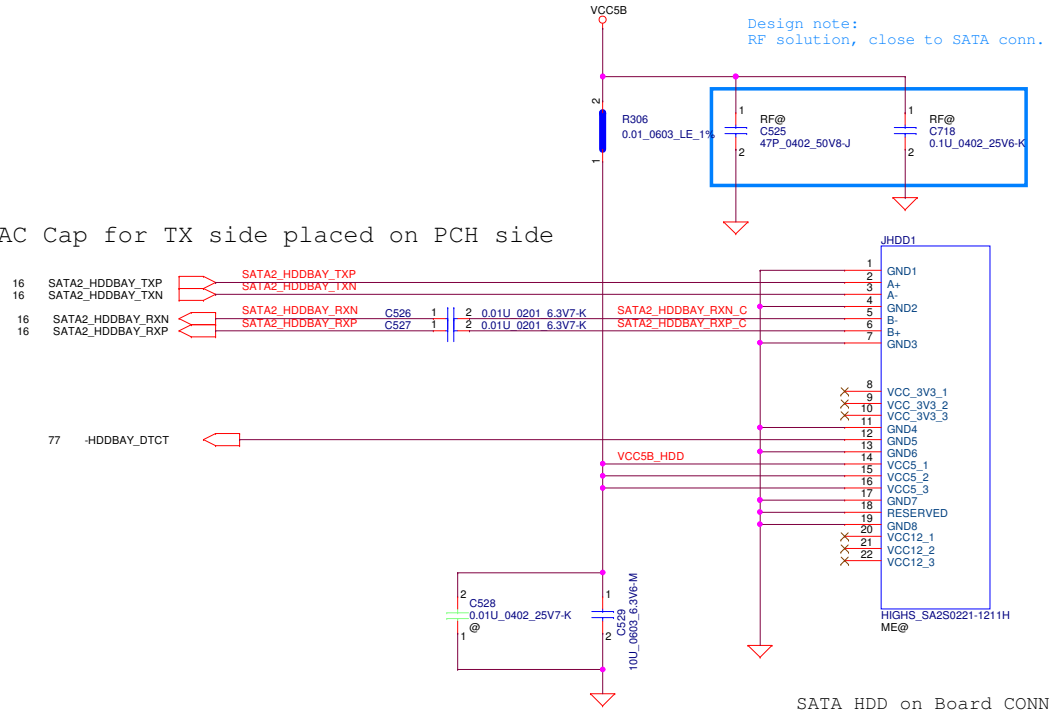 VCC5B
Design note:
RF solution, close to SATA conn.
2
R306
0.01_0603_LE_1%
1
1
RF@
C525
47P_0402_50V8-J
2
1
RF@
C718
0.1U_0402_25V6-K
2
AC Cap for TX side placed on PCH side
JHDD1
16 SATA2_HDDBAY_TXP SATA2_HDDBAY_TXP
16 SATA2_HDDBAY_TXN SATA2_HDDBAY_TXN
16 SATA2_HDDBAY_RXN SATA2_HDDBAY_RXN C526 1 2 0.01U_0201_6.3V7-K SATA2_HDDBAY_RXN_C
16 SATA2_HDDBAY_RXP SATA2_HDDBAY_RXP C527 1 2 0.01U_0201_6.3V7-K SATA2_HDDBAY_RXP_C
1 GND1
2 A+
3 A-
4 GND2
5 B-
6 B+
7 GND3
8 VCC_3V3_1
9 VCC_3V3_2
10 VCC_3V3_3
11 GND4
77 -HDDBAY_DTCT
12 GND5
13 GND6
VCC5B_HDD
14 VCC5_1
15 VCC5_2
16 VCC5_3
17 GND7
18 RESERVED
19 GND8
20 VCC12_1
21 VCC12_2
22 VCC12_3
2
C528
0.01U_0402_25V7-K
@
1
1
C529
10U_0603_6.3V6-M
2
HIGHS_SA2S0221-1211H
ME@
SATA HDD on Board CONN